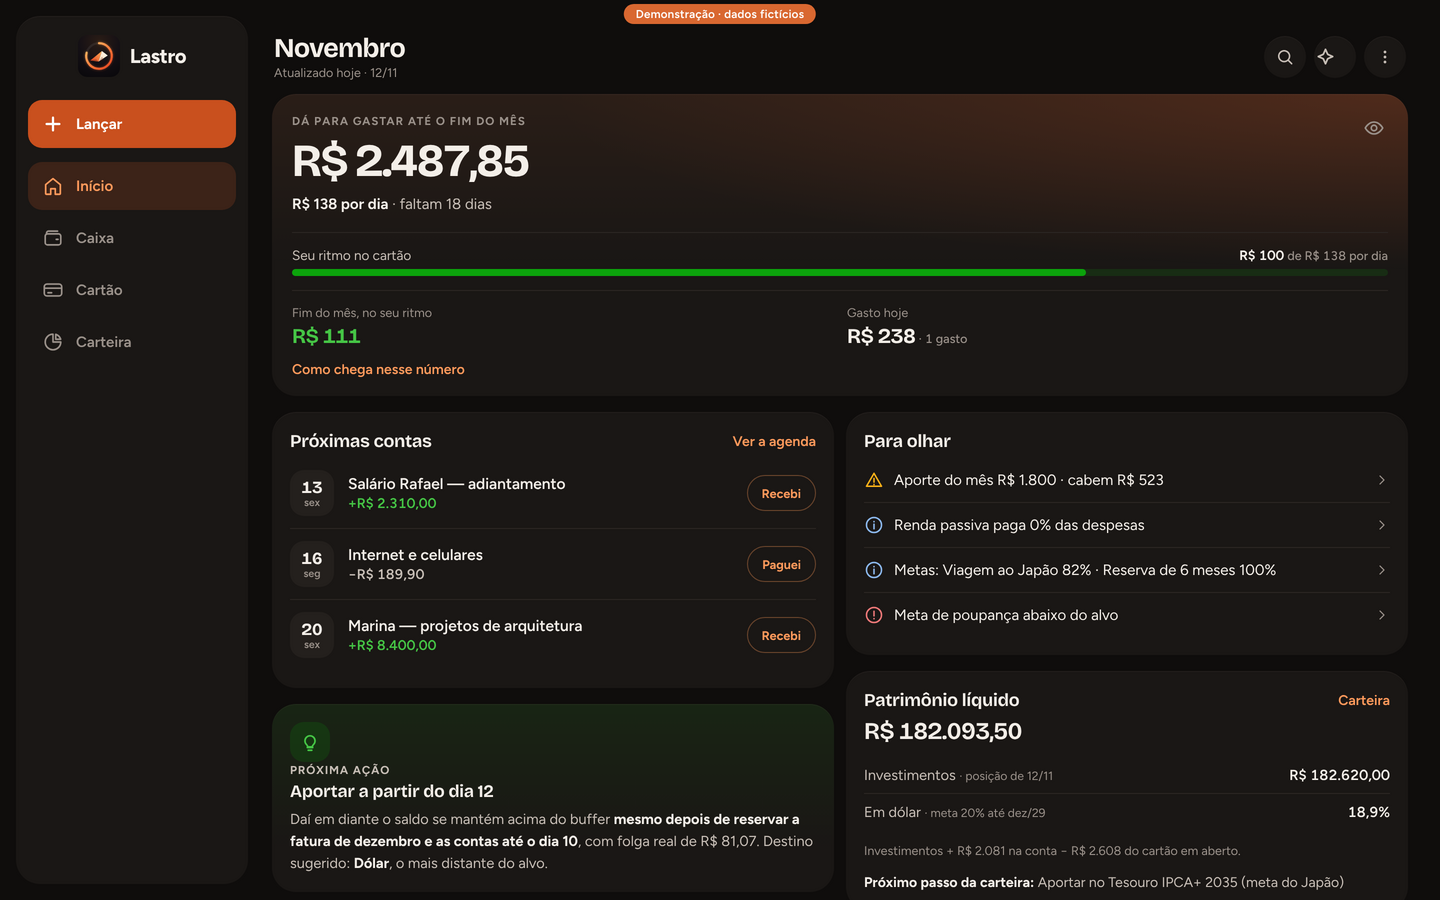 Demonstração · dados fictícios
Lastro
Lançar
Início
Caixa
Cartão
Carteira
Novembro
Atualizado hoje · 12/11
DÁ PARA GASTAR ATÉ O FIM DO MÊS
R$ 2.487,85
R$ 138 por dia · faltam 18 dias
Seu ritmo no cartão
R$ 100 de R$ 138 por dia
Fim do mês, no seu ritmo
R$ 111
Gasto hoje
R$ 238 · 1 gasto
Como chega nesse número
Próximas contas
Ver a agenda
13
sex
Salário Rafael — adiantamento
+R$ 2.310,00
Recebi
16
seg
Internet e celulares
−R$ 189,90
Paguei
20
sex
Marina — projetos de arquitetura
+R$ 8.400,00
Recebi
PRÓXIMA AÇÃO
Aportar a partir do dia 12
Daí em diante o saldo se mantém acima do buffer mesmo depois de reservar a
fatura de dezembro e as contas até o dia 10, com folga real de R$ 81,07. Destino
sugerido: Dólar, o mais distante do alvo.
Para olhar
Aporte do mês R$ 1.800 · cabem R$ 523
Renda passiva paga 0% das despesas
Metas: Viagem ao Japão 82% · Reserva de 6 meses 100%
Meta de poupança abaixo do alvo
Patrimônio líquido
Carteira
R$ 182.093,50
Investimentos · posição de 12/11
R$ 182.620,00
Em dólar · meta 20% até dez/29
18,9%
Investimentos + R$ 2.081 na conta − R$ 2.608 do cartão em aberto.
Próximo passo da carteira: Aportar no Tesouro IPCA+ 2035 (meta do Japão)